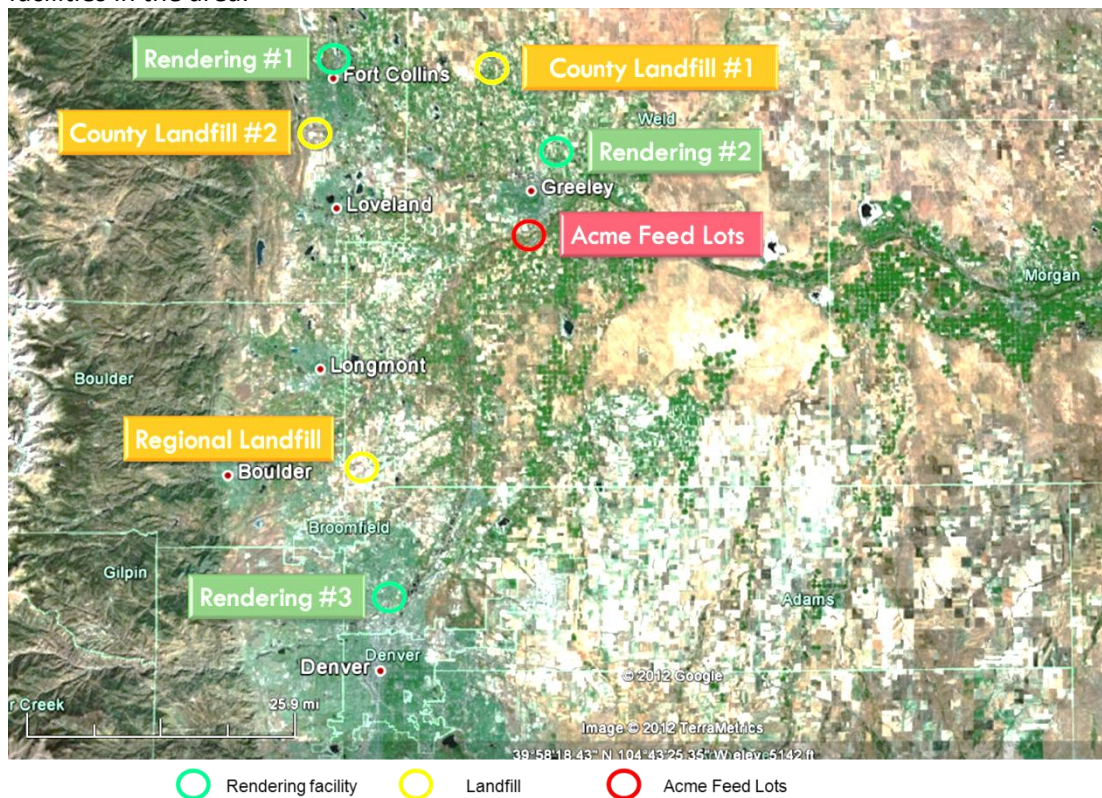 facilities in the area.
Rendering #1
Fort Collins
County Landfill #1
County Landfill #2
Weld
Rendering #2
Greeley
Loveland
Acme Feed Lots
Morgan
Longmont
Boulder
Regional Landfill
Boulder
Broomfield
Gilpin
Rendering #3
Adams
Denver
Denver
© 2012 Google
r Creek
25.9 mi
Image © 2012 TerraMetrics
39°58'18.43" N 104°43'25.35" W elev 5142 ft
Rendering facility
Landfill
Acme Feed Lots